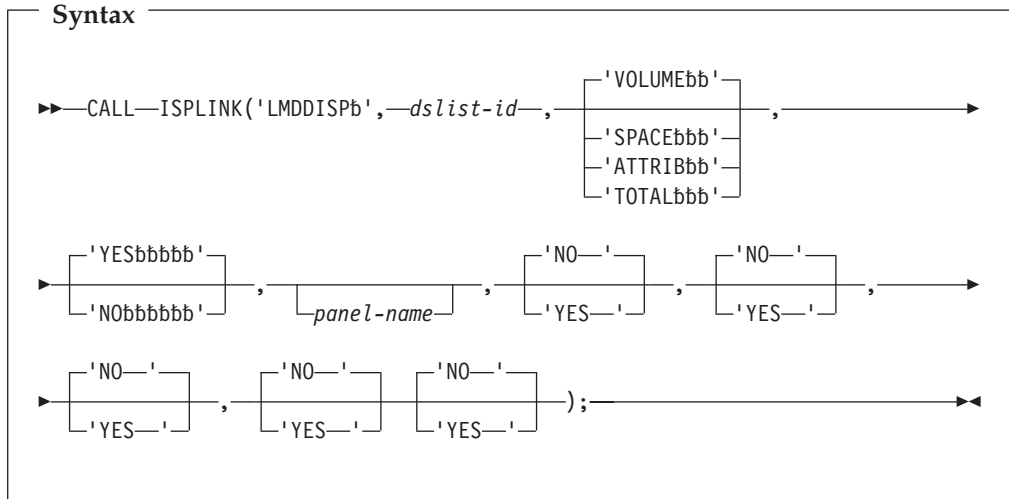 Syntax
'VOLUMEƀƀ'
CALL ISPLINK('LMDDISPƀ', dslist-id , ,
'SPACEƀƀƀ'
'ATTRIBƀƀ'
'TOTALƀƀƀ'
'YESƀƀƀƀƀ' 'NO ' 'NO '
, , , ,
'NOƀƀƀƀƀƀ' panel-name 'YES ' 'YES '
'NO ' 'NO ' 'NO '
, );
'YES ' 'YES ' 'YES '